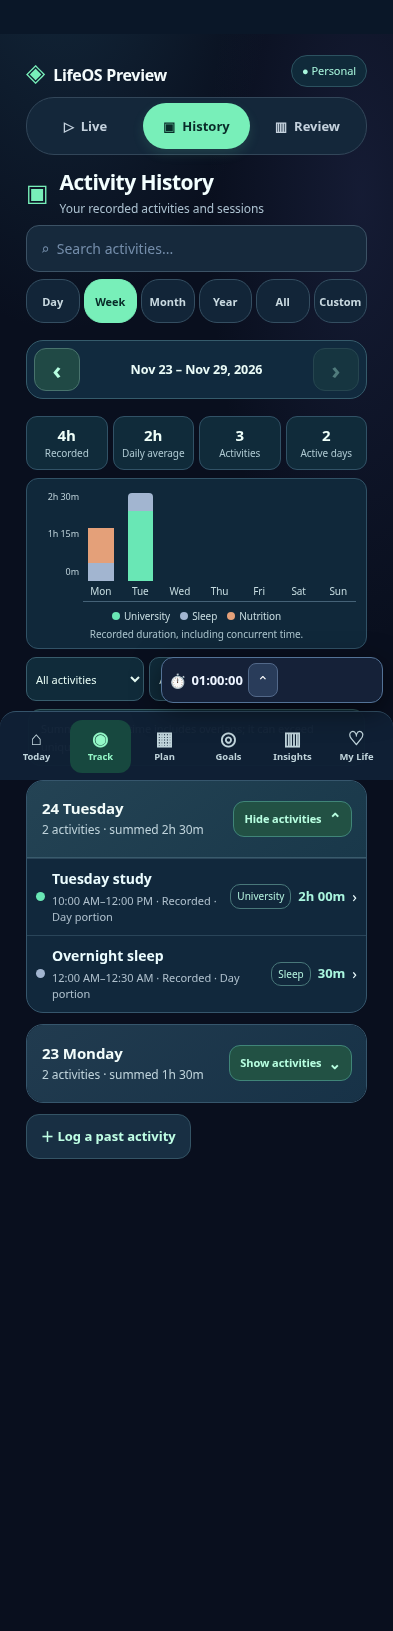 LifeOS Preview
● Personal
▷ Live
▣ History
▥ Review
Activity History
Your recorded activities and sessions
Search activities...
Day
Week
Month
Year
All
Custom
‹
Nov 23 – Nov 29, 2026
›
4h
Recorded
2h
Daily average
3
Activities
2
Active days
2h 30m
1h 15m
0m
Mon Tue Wed Thu Fri Sat Sun
University Sleep Nutrition
Recorded duration, including concurrent time.
All activities
01:00:00
Today
Track
Plan
Goals
Insights
My Life
24 Tuesday
2 activities · summed 2h 30m
Hide activities
Tuesday study
10:00 AM–12:00 PM · Recorded ·
Day portion
University
2h 00m ›
Overnight sleep
12:00 AM–12:30 AM · Recorded · Day
portion
Sleep
30m ›
23 Monday
2 activities · summed 1h 30m
Show activities
+ Log a past activity